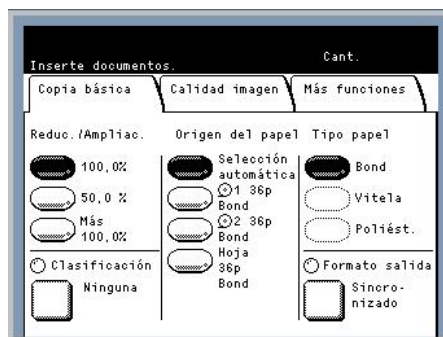 Cant.
Inserte documentos.
Copia básica
Calidad imagen
Más funciones
Reduc./Ampliac.
Origen del papel
Tipo papel
100,0%
50,0 %
Más
100,0%
Selección
automática
1 36p
Bond
2 36p
Bond
Hoja
36p
Bond
Bond
Vitela
Poliést.
Clasificación
Ninguna
Formato salida
Sincro-
nizado